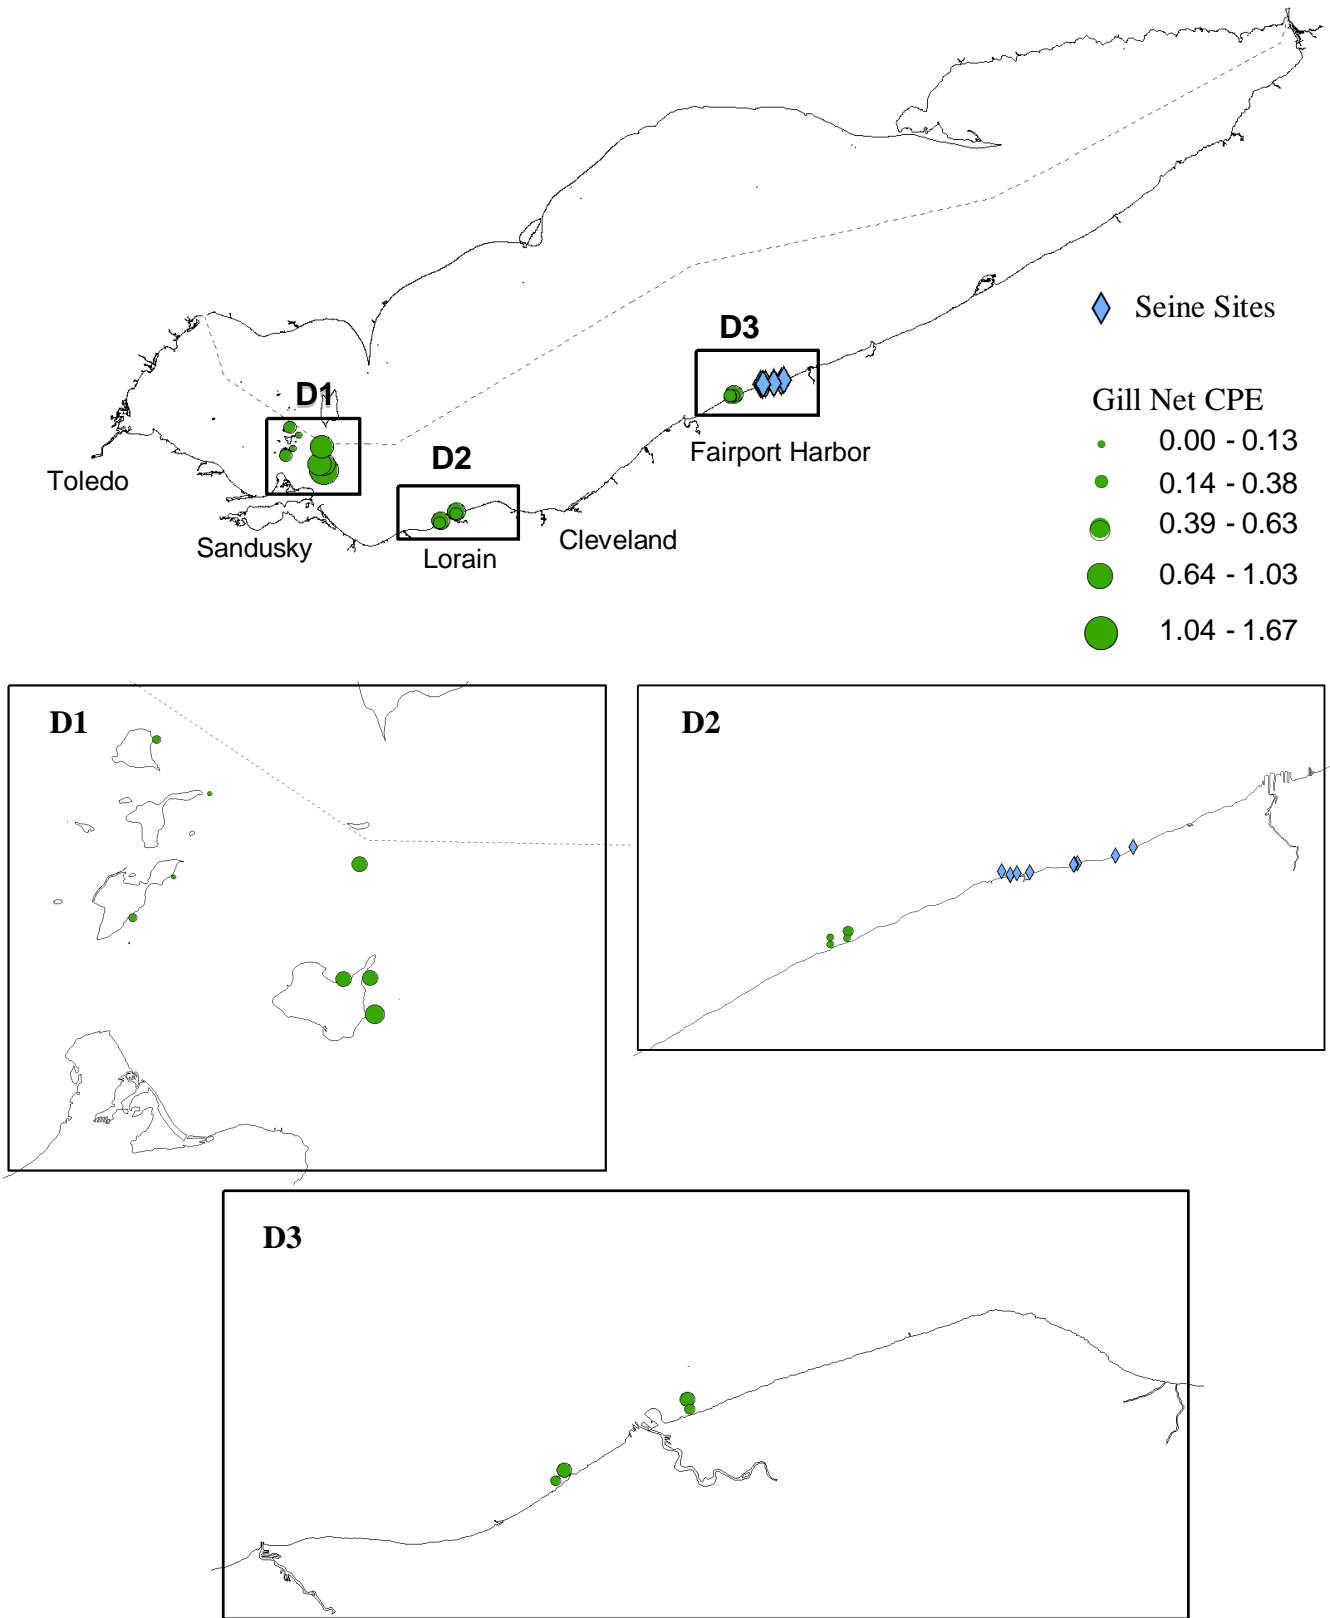 D3
Seine Sites
D1
Gill Net CPE
0.00 - 0.13
D2
Fairport Harbor
Toledo
0.14 - 0.38
0.39 - 0.63
Sandusky
Cleveland
Lorain
0.64 - 1.03
1.04 - 1.67
D1
D2
D3